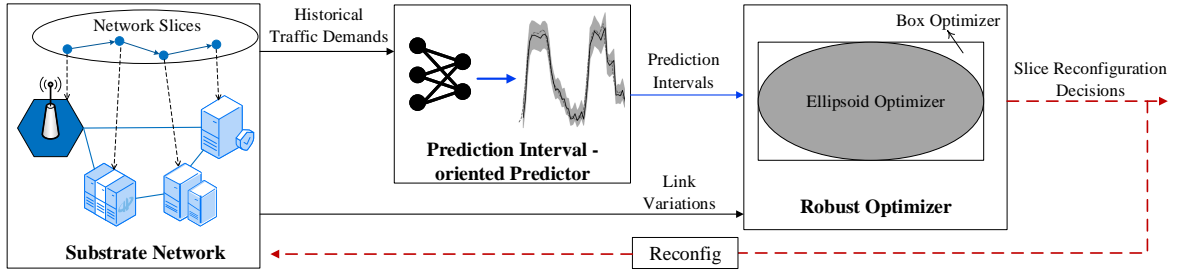 Network Slices
Substrate Network
Historical
Traffic Demands
Prediction Interval -
oriented Predictor
Prediction
Intervals
Link
Variations
Box Optimizer
Ellipsoid Optimizer
Robust Optimizer
Slice Reconfiguration
Decisions
Reconfig